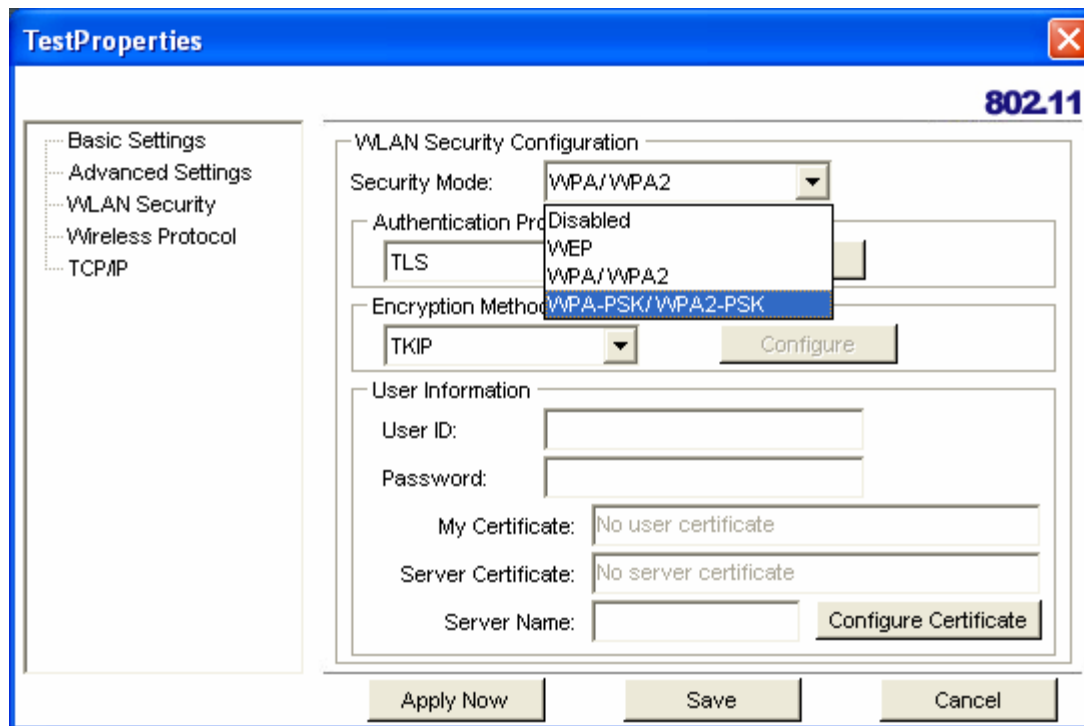 TestProperties
802.11
Basic Settings
Advanced Settings
WLAN Security
Wireless Protocol
TCP/IP
WLAN Security Configuration
Security Mode: WPA/WPA2
Disabled
WEP
WPA/WPA2
WPA-PSK/WPA2-PSK
Authentication
TLS
Encryption
TKIP
Configure
User Information
User ID:
Password:
My Certificate: No user certificate
Server Certificate: No server certificate
Server Name:
Configure Certificate
Apply Now
Save
Cancel